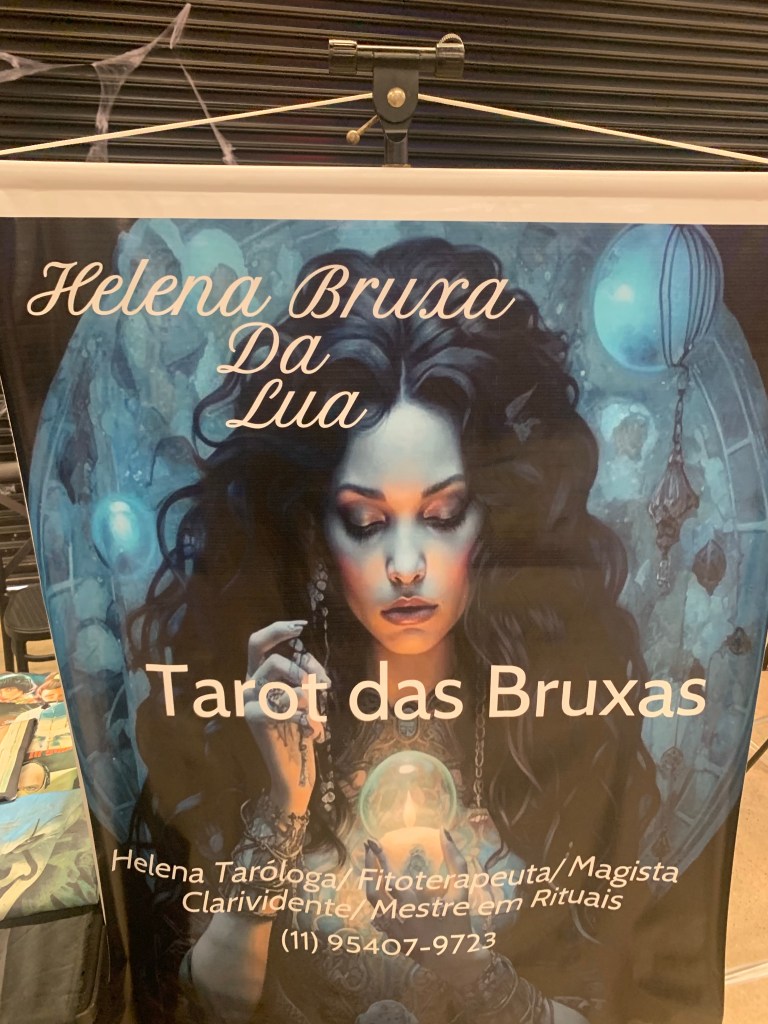 Helena Bruxa
Da
Lua
Tarot das Bruxas
Helena Taróloga/ Fitoterapeuta/ Magista
Clarividente/ Mestre em Rituais
(11) 95407-9723